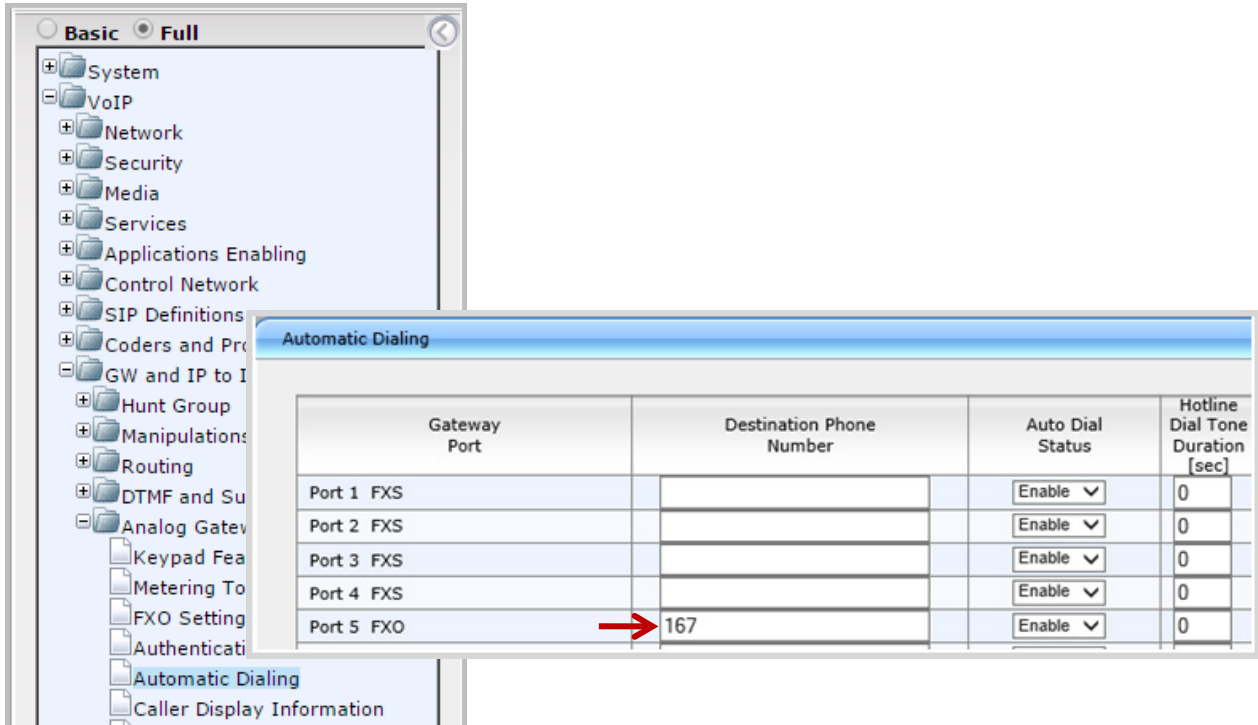 Basic Full
System
VoIP
Network
Security
Media
Services
Applications Enabling
Control Network
SIP Definitions
Coders and Pro
GW and IP to I
Hunt Group
Manipulations
Routing
DTMF and Su
Analog Gatew
Keypad Fea
Metering To
FXO Setting
Authenticati
Automatic Dialing
Caller Display Information
Automatic Dialing
Gateway Port
Destination Phone Number
Auto Dial Status
Hotline Dial Tone Duration [sec]
Port 1 FXS Enable 0
Port 2 FXS Enable 0
Port 3 FXS Enable 0
Port 4 FXS Enable 0
Port 5 FXO 167 Enable 0